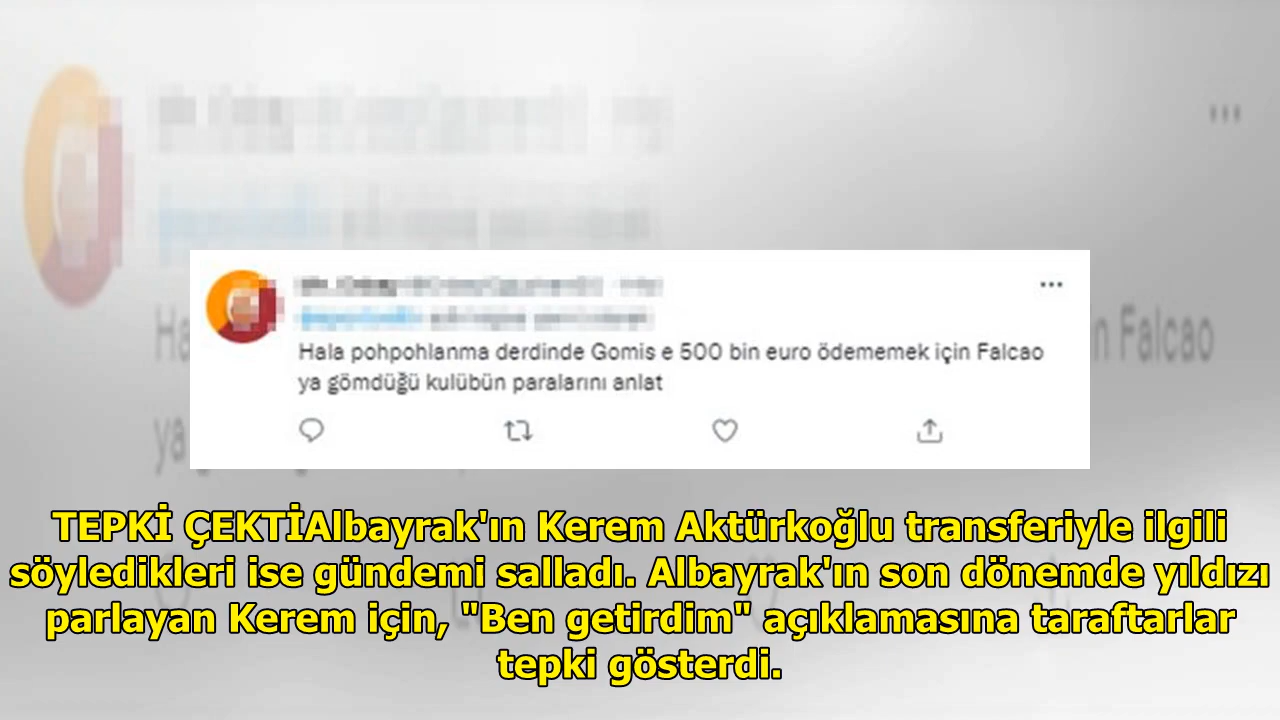 Hala pohpohlanma derdinde Gomis e 500 bin euro ödememek için Falcao
ya gömdüğü kulübün paralarını anlat
TEPKİ ÇEKTİAlbayrak'ın Kerem Aktürkoğlu transferiyle ilgili
söyledikleri ise gündemi salladı. Albayrak'ın son dönemde yıldızı
parlayan Kerem için, "Ben getirdim" açıklamasına taraftarlar
tepki gösterdi.